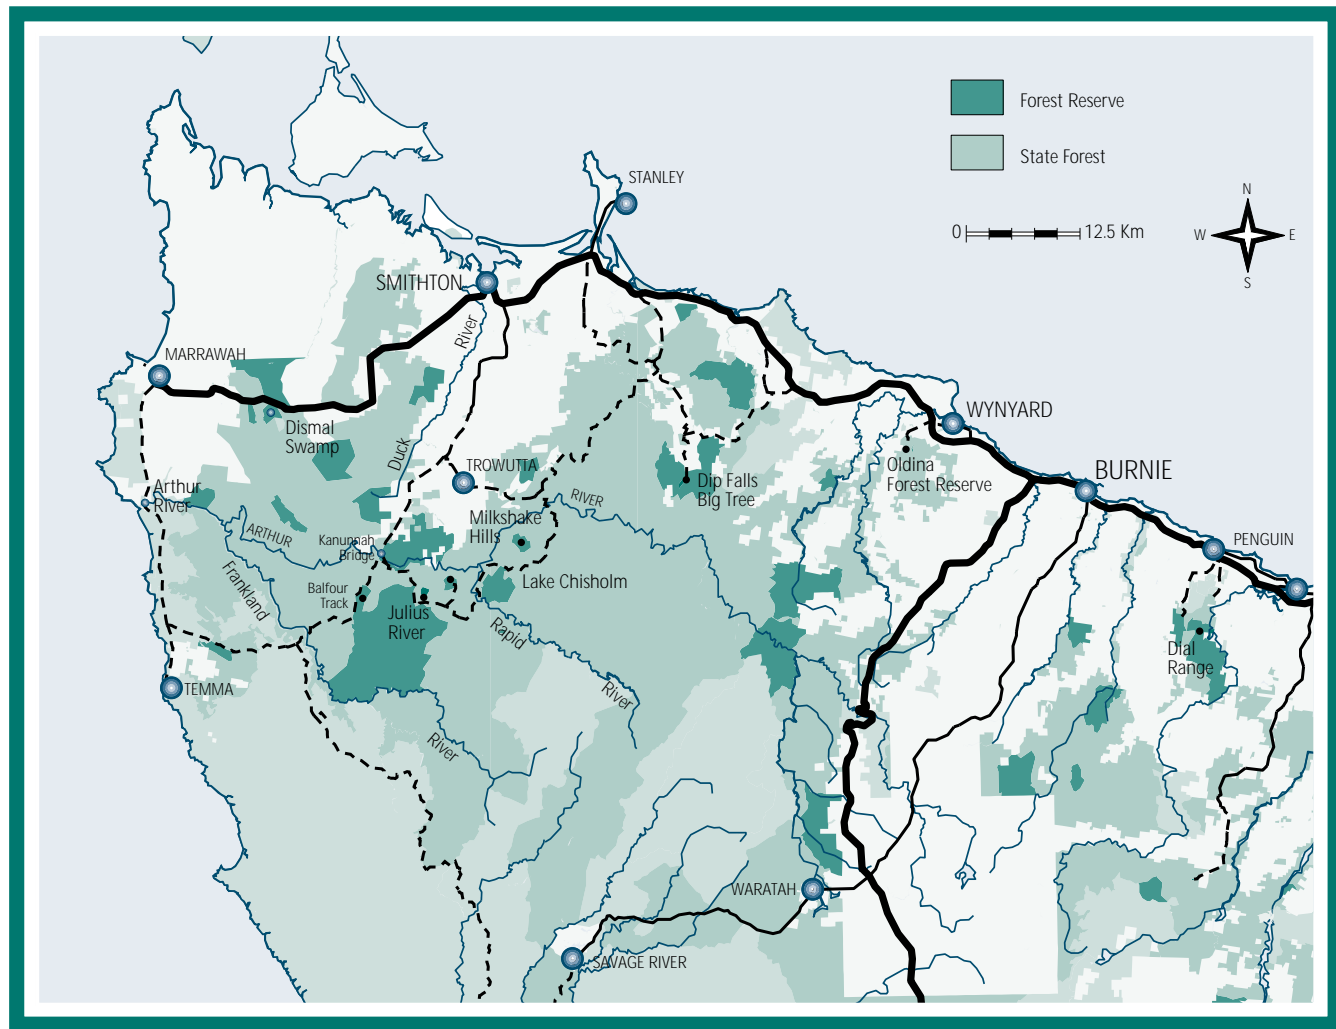 Forest Reserve
State Forest
0
12.5 Km
N
W
E
S
STANLEY
SMITHTON
River
MARRAWAH
Dismal
Swamp
Duck
TROWUTTA
WYNYARD
Oldina
Forest Reserve
BURNIE
Dip Falls
Big Tree
Arthur
River
ARTHUR
RIVER
Milkshake
Hills
Kanunnah
Bridge
PENGUIN
Frankland
Balfour
Track
Julius
River
Lake Chisholm
Rapid
River
Dial
Range
TEMMA
River
WARATAH
SAVAGE RIVER